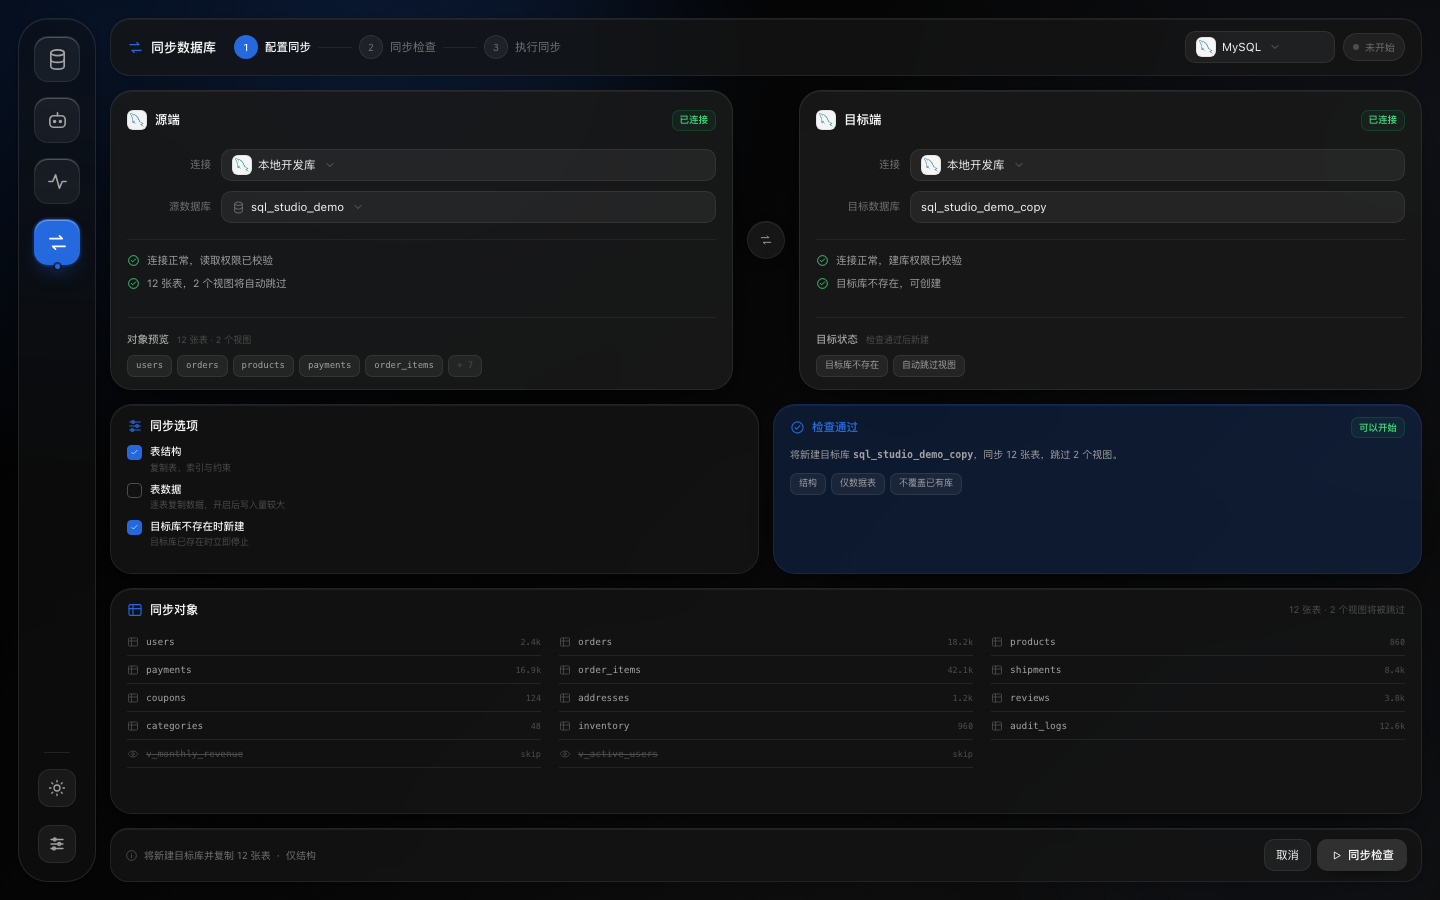 同步数据库 1 配置同步 2 同步检查 3 执行同步 MySQL 未开始
源端 已连接
连接 本地开发库
源数据库 sql_studio_demo
连接正常，读取权限已校验
12 张表，2 个视图将自动跳过
对象预览 12 张表 · 2 个视图
users orders products payments order_items + 7
目标端 已连接
连接 本地开发库
目标数据库 sql_studio_demo_copy
连接正常，建库权限已校验
目标库不存在，可创建
目标状态 检查通过后新建
目标库不存在 自动跳过视图
同步选项
表结构
复制表、索引与约束
表数据
逐表复制数据，开启后写入量较大
目标库不存在时新建
目标库已存在时立即停止
检查通过 可以开始
将新建目标库 sql_studio_demo_copy，同步 12 张表，跳过 2 个视图。
结构 仅数据表 不覆盖已有库
同步对象 12 张表 · 2 个视图将被跳过
users 2.4k orders 18.2k products 860
payments 16.9k order_items 42.1k shipments 8.4k
coupons 124 addresses 1.2k reviews 3.8k
categories 48 inventory 960 audit_logs 12.6k
v_monthly_revenue skip v_active_users skip
将新建目标库并复制 12 张表 · 仅结构 取消 同步检查